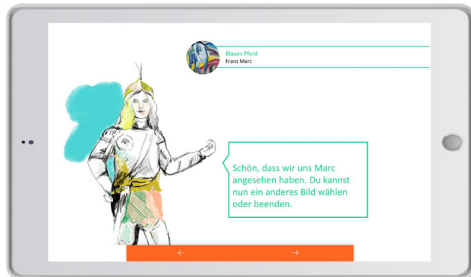 Blaues Pferd
Franz Marc
Schön, dass wir uns Marc
angesehen haben. Du kannst
nun ein anderes Bild wählen
oder beenden.